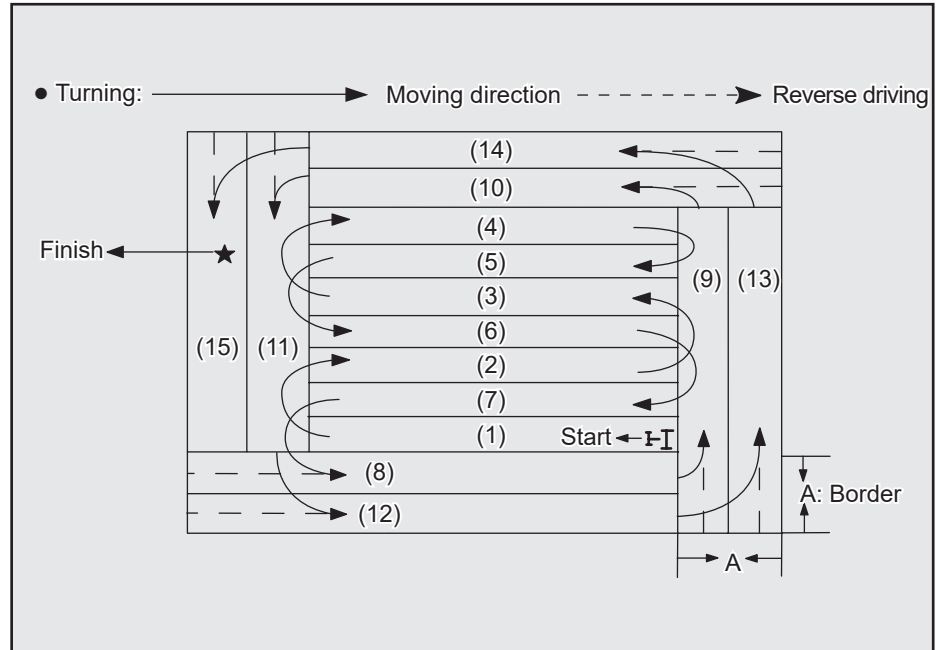 ● Turning: Moving direction Reverse driving
(14)
(10)
(4)
Finish
(5)
(9) (13)
(3)
(6)
(15) (11)
(2)
(7)
(1) Start
(8)
A: Border
(12)
A